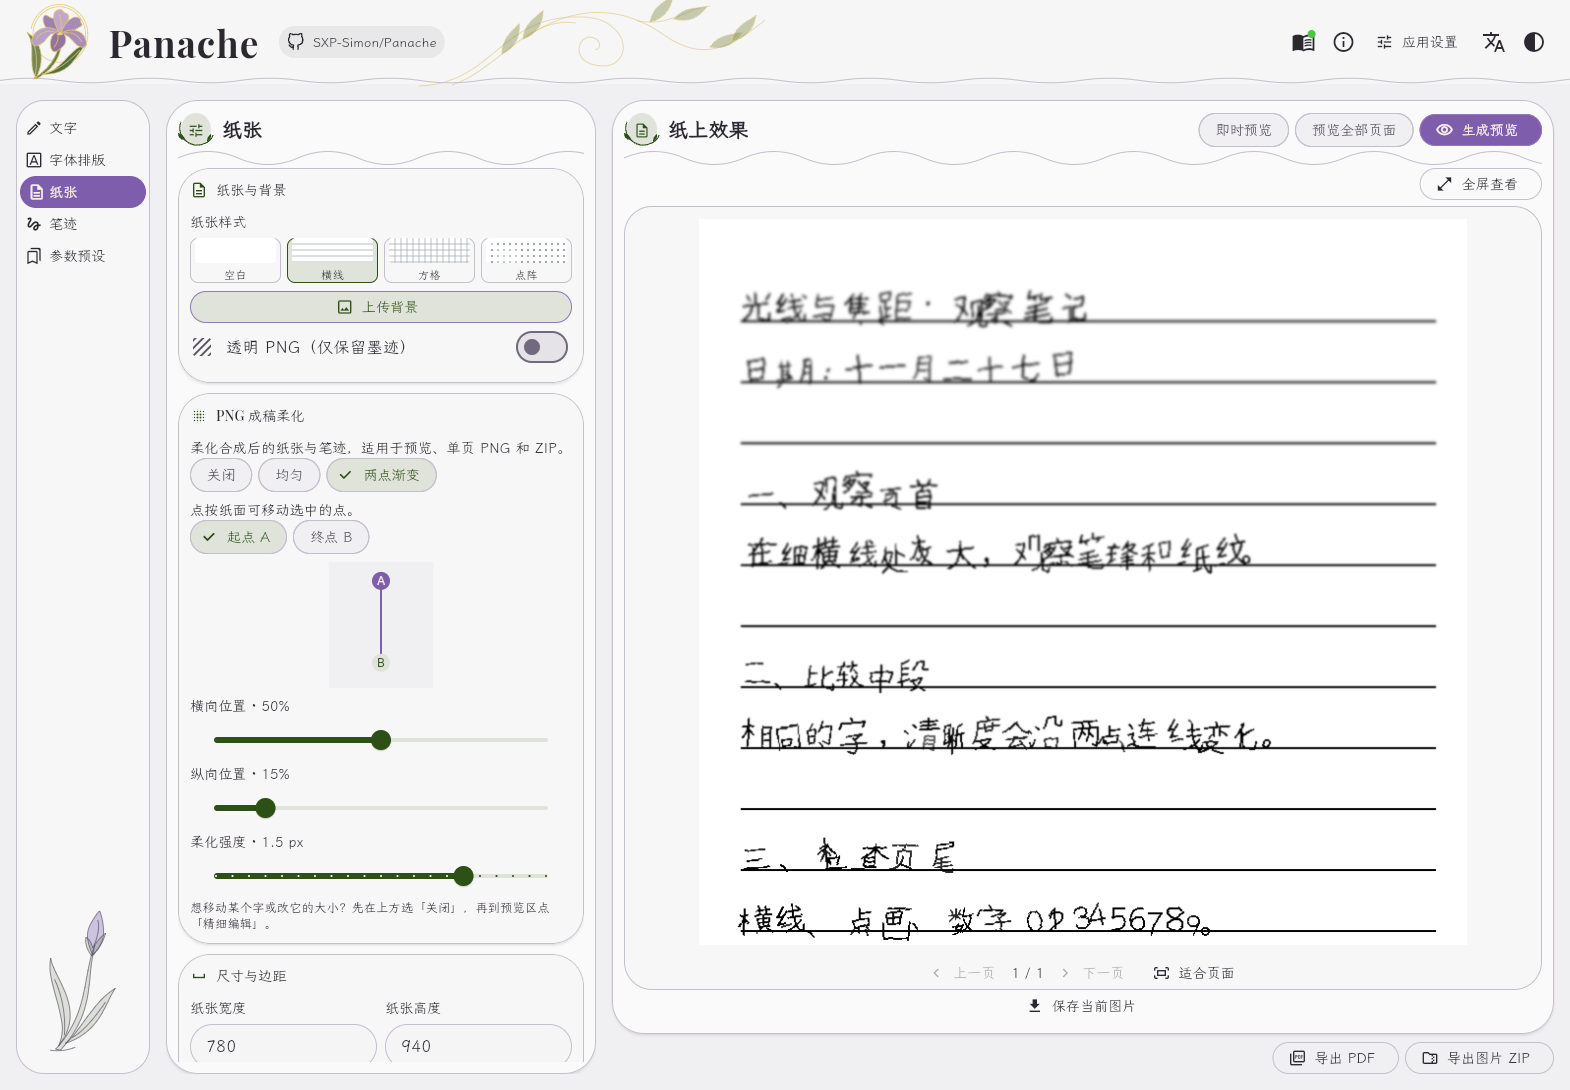 Panache
SXP-Simon/Panache
应用设置
文字
字体排版
纸张
笔迹
参数预设
纸张
纸张与背景
纸张样式
空白
横线
方格
点阵
上传背景
透明 PNG（仅保留墨迹）
PNG 成稿柔化
柔化合成后的纸张与笔迹，适用于预览、单页 PNG 和 ZIP。
关闭
均匀
两点渐变
点按纸面可移动选中的点。
起点 A
终点 B
A
B
横向位置 • 50%
纵向位置 • 15%
柔化强度 • 1.5 px
想移动某个字或改它的大小？先在上方选「关闭」，再到预览区点
「精细编辑」。
尺寸与边距
纸张宽度
纸张高度
780
940
纸上效果
即时预览
预览全部页面
生成预览
全屏查看
光线与焦距·观察笔记
日期:十一月二十七日
一、观察页首
在细横线处放大，观察笔锋和纸纹。
二、比较中段
相同的字，清晰度会沿两点连线变化。
三、检查页尾
横线、点画、数字 0123456789。
上一页
1 / 1
下一页
适合页面
保存当前图片
导出 PDF
导出图片 ZIP